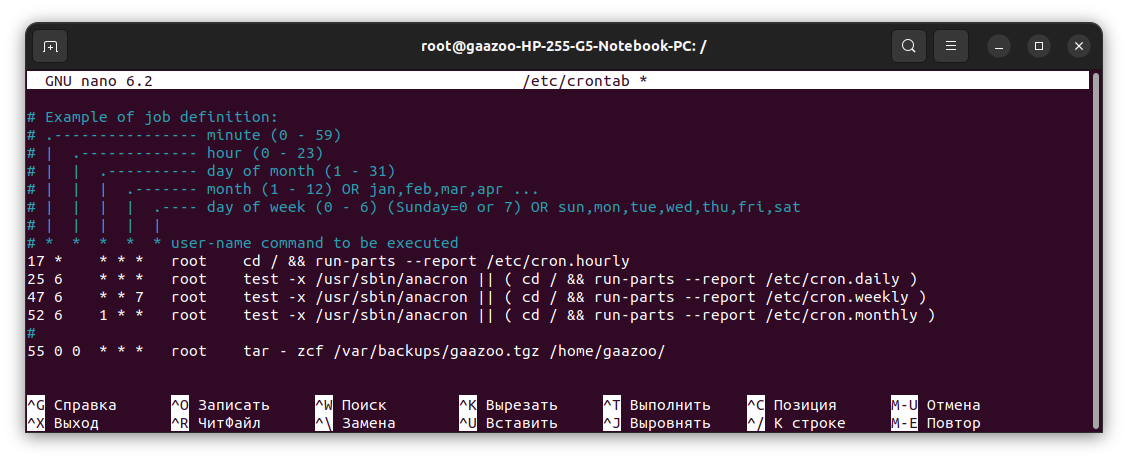 root@gaazoo-HP-255-G5-Notebook-PC: /
GNU nano 6.2 /etc/crontab *
# Example of job definition:
# .---------------- minute (0 - 59)
# |  .------------- hour (0 - 23)
# |  |  .---------- day of month (1 - 31)
# |  |  |  .------- month (1 - 12) OR jan,feb,mar,apr ...
# |  |  |  |  .---- day of week (0 - 6) (Sunday=0 or 7) OR sun,mon,tue,wed,thu,fri,sat
# |  |  |  |  |
# *  *  *  *  * user-name command to be executed
17 *    * * *   root    cd / && run-parts --report /etc/cron.hourly
25 6    * * *   root    test -x /usr/sbin/anacron || ( cd / && run-parts --report /etc/cron.daily )
47 6    * * 7   root    test -x /usr/sbin/anacron || ( cd / && run-parts --report /etc/cron.weekly )
52 6    1 * *   root    test -x /usr/sbin/anacron || ( cd / && run-parts --report /etc/cron.monthly )
#
55 0 0  * * *   root    tar - zcf /var/backups/gaazoo.tgz /home/gaazoo/
^G Справка ^O Записать ^W Поиск ^K Вырезать ^T Выполнить ^C Позиция M-U Отмена
^X Выход ^R ЧитФайл ^\ Замена ^U Вставить ^J Выровнять ^/ К строке M-E Повтор